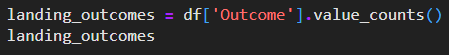 landing_outcomes = df['Outcome'].value_counts()
landing_outcomes